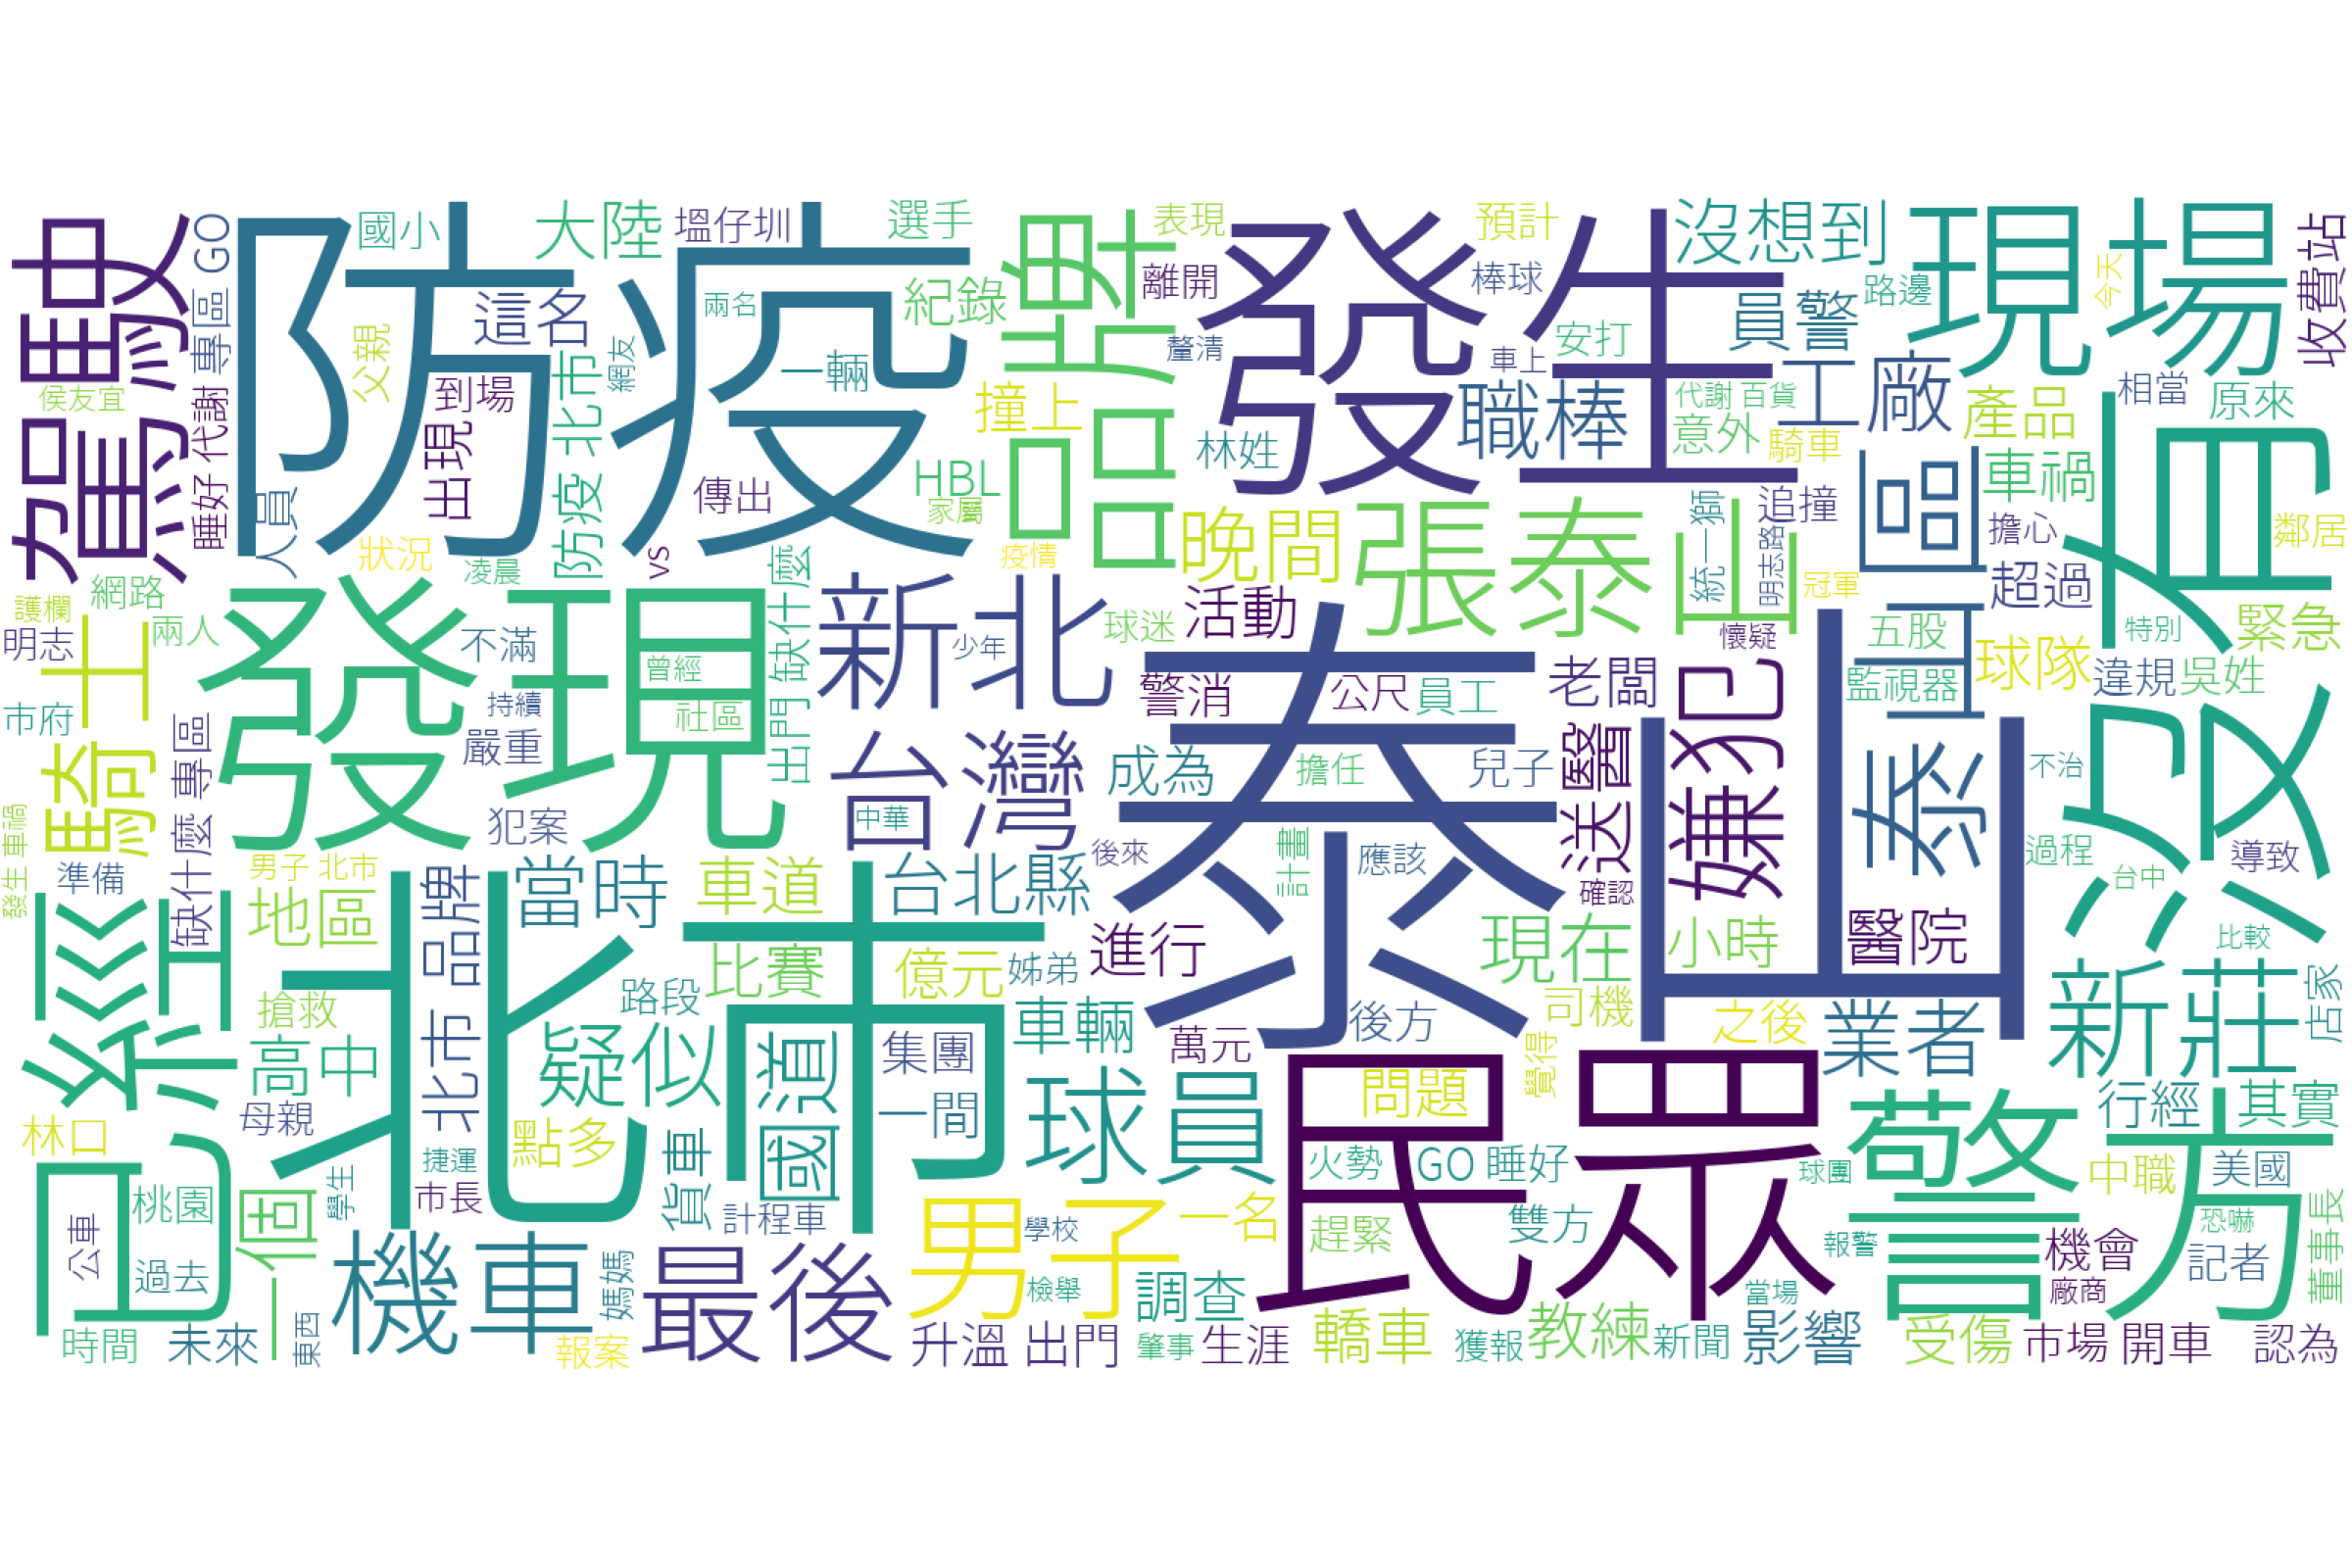 駕駛
防疫
品牌
發生
現場
沒有
發現
泰山
泰山區
張泰山
北市
已經
民眾
警方
新北
台灣
嫌犯
騎士
機車
最後
男子
球員
新莊
國道
疑似
職棒
工廠
晚間
當時
業者
沒想到
員警
大陸
塭仔圳
選手
表現
預計
收費站
國小
專區 GO
這名
紀錄
離開
棒球
路邊
今天
父親
兩名
網友
一輛
釐清
安打
車上
侯友宜
到場
防疫 北市
撞上
林姓
代謝 百貨
意外
騎車
產品
相當
原來
睡好 代謝
出現
人員
傳出
HBL
家屬
車禍
追撞
統一獅
明志路
擔心
鄰居
狀況
凌晨
vs
疫情
冠軍
超過
護欄
網路
出門 缺什麼
活動
球迷
明志
兩人
不滿
少年
曾經
懷疑
五股
特別
緊急
老闆
警消
公尺
員工
監視器
球隊
違規
吳姓
市府
持續
社區
嚴重
缺什麼 專區
成為
擔任
兒子
送醫
不治
發生 車禍
犯案
中華
後來
計畫
應該
確認
過程
台中
導致
準備
男子 北市
地區
車道
台北縣
北市 品牌
進行
現在
小時
醫院
比較
搶救
路段
比賽
億元
姊弟
後方
司機
之後
店家
高中
車輛
萬元
集團
覺得
林口
母親
點多
一間
問題
行經
其實
捷運
市長
貨車
火勢
GO 睡好
球團
中職
美國
桃園
一個
學生
計程車
學校
一名
趕緊
雙方
報警
機會
恐嚇
記者
董事長
公車
過去
媽媽
檢舉
調查
當場
廠商
時間
未來
東西
報案
升溫 出門
肇事
生涯
轎車
獲報
教練
新聞
影響
受傷
市場
開車
認為